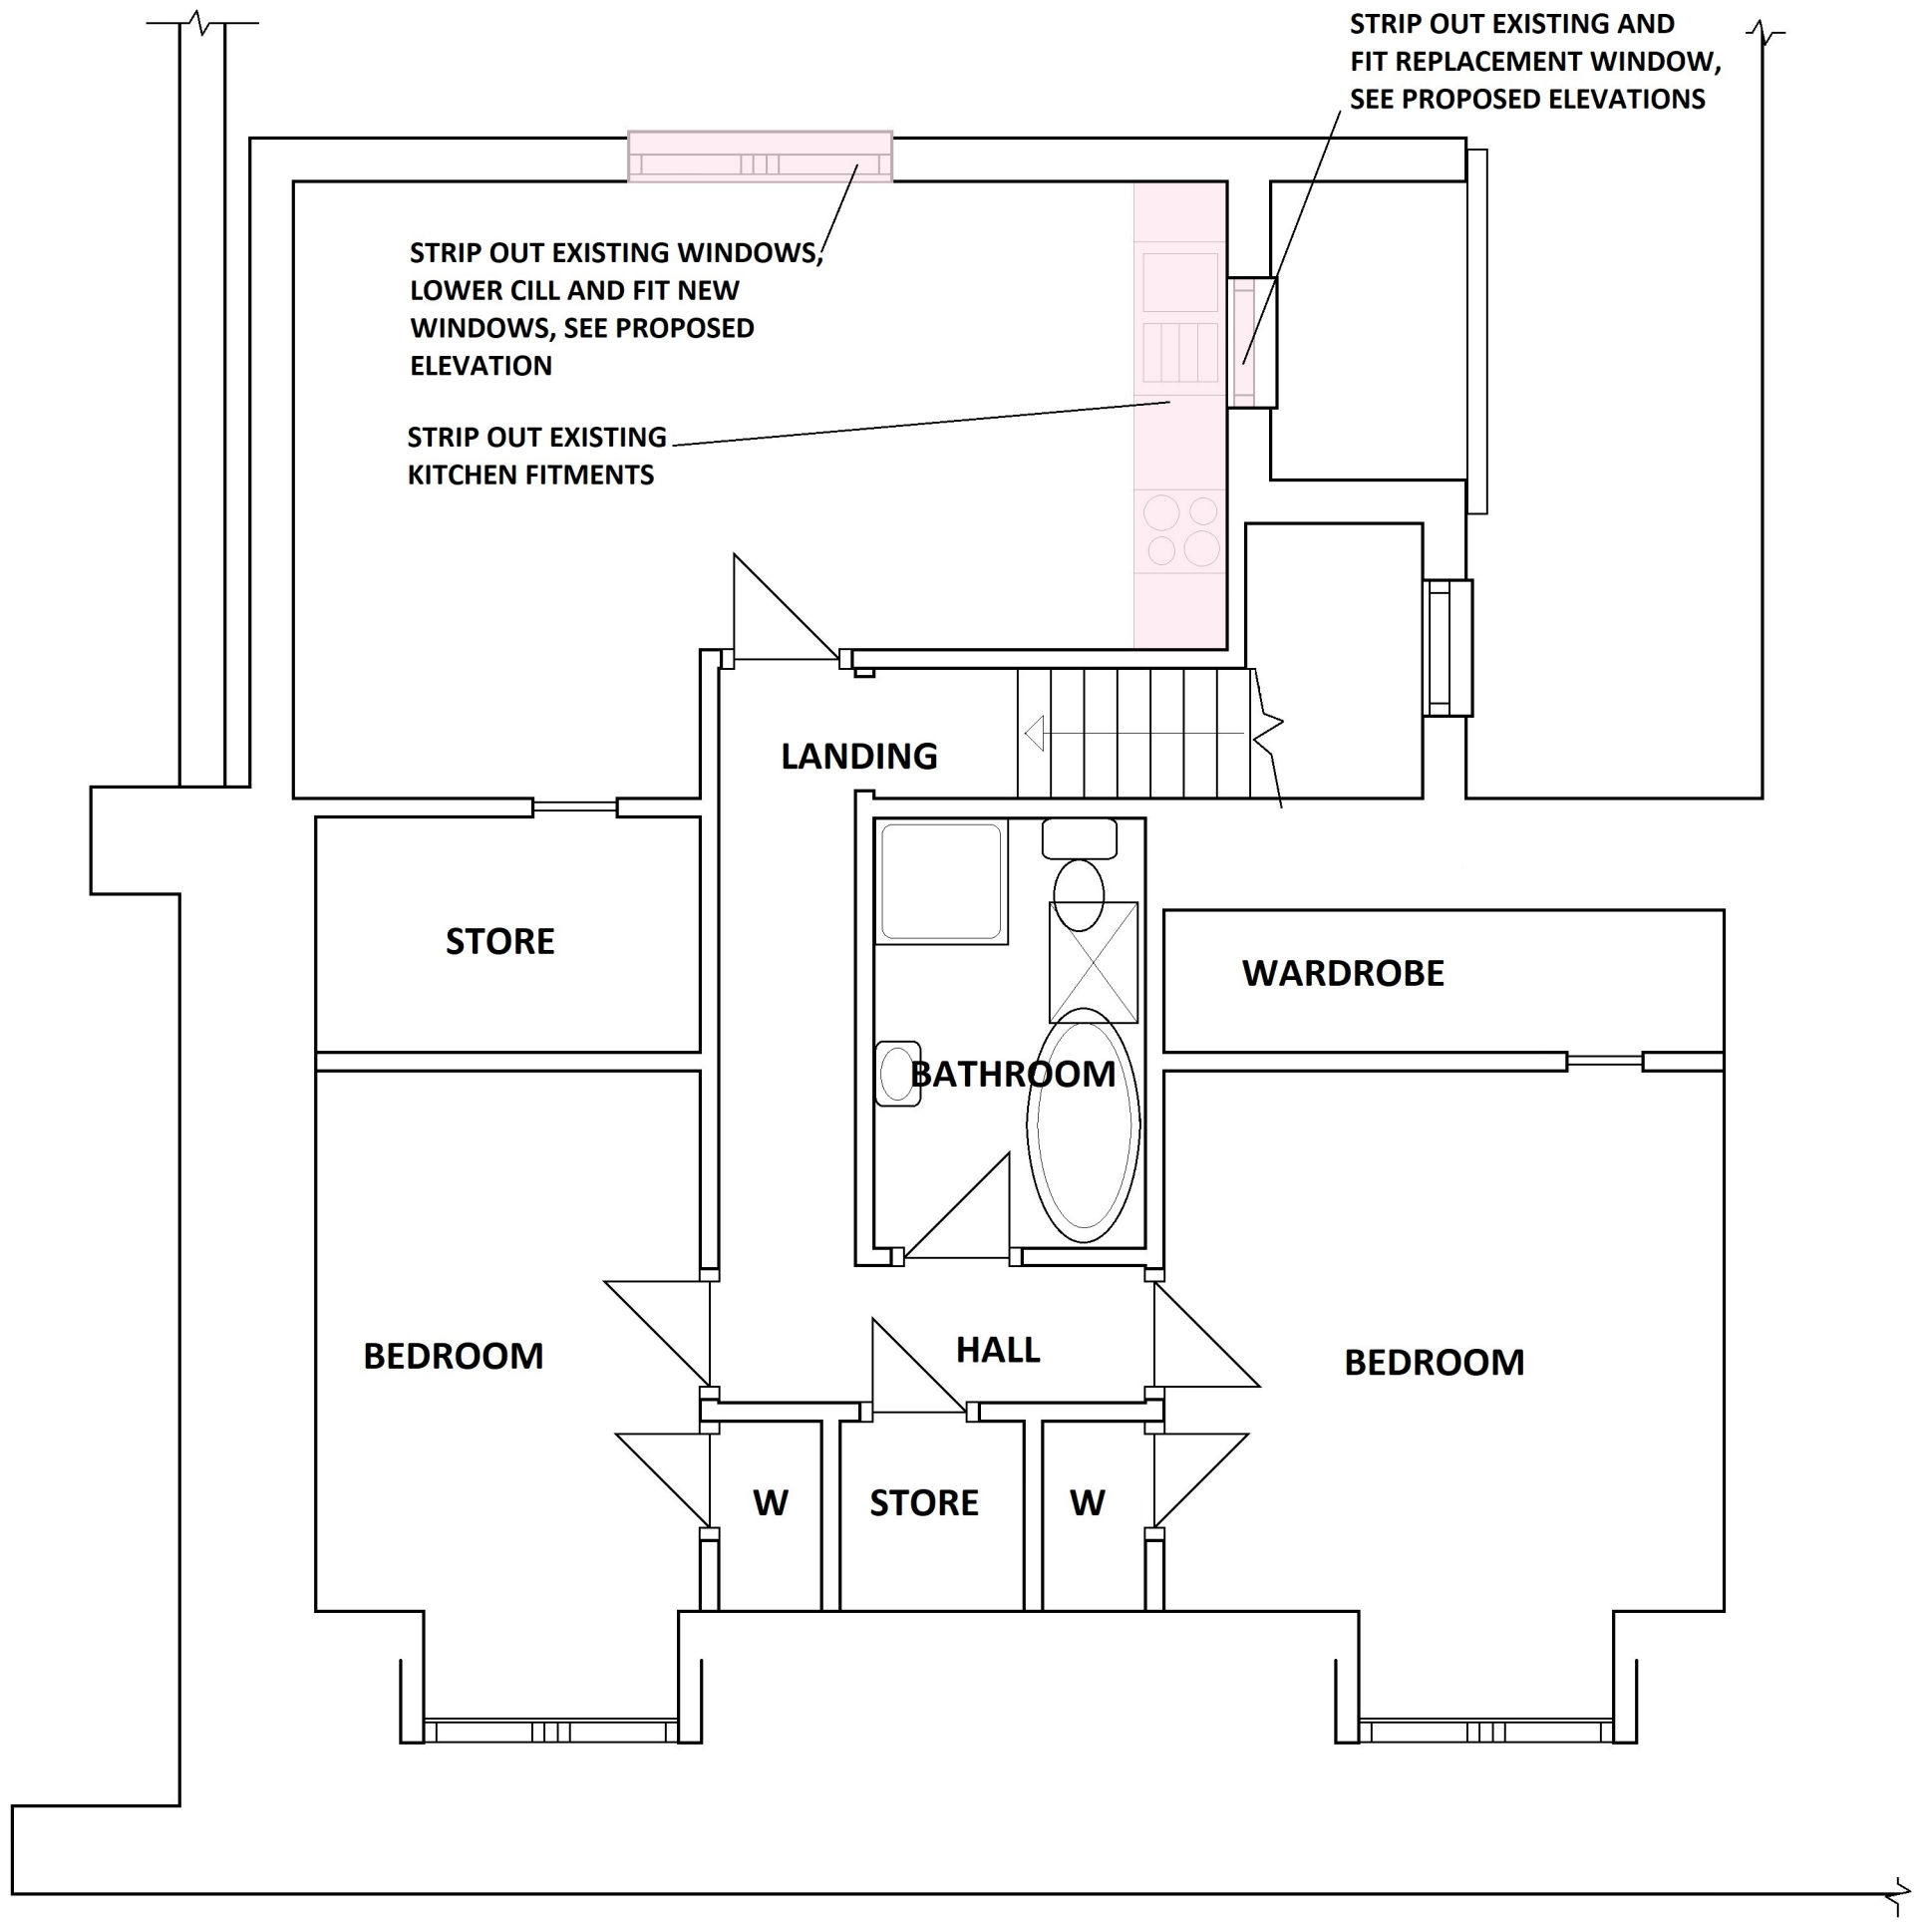 STRIP OUT EXISTING AND
FIT REPLACEMENT WINDOW,
SEE PROPOSED ELEVATIONS
STRIP OUT EXISTING WINDOWS,
LOWER CILL AND FIT NEW
WINDOWS, SEE PROPOSED
ELEVATION
STRIP OUT EXISTING
KITCHEN FITMENTS
LANDING
STORE
WARDROBE
BATHROOM
HALL
BEDROOM
BEDROOM
W
STORE
W